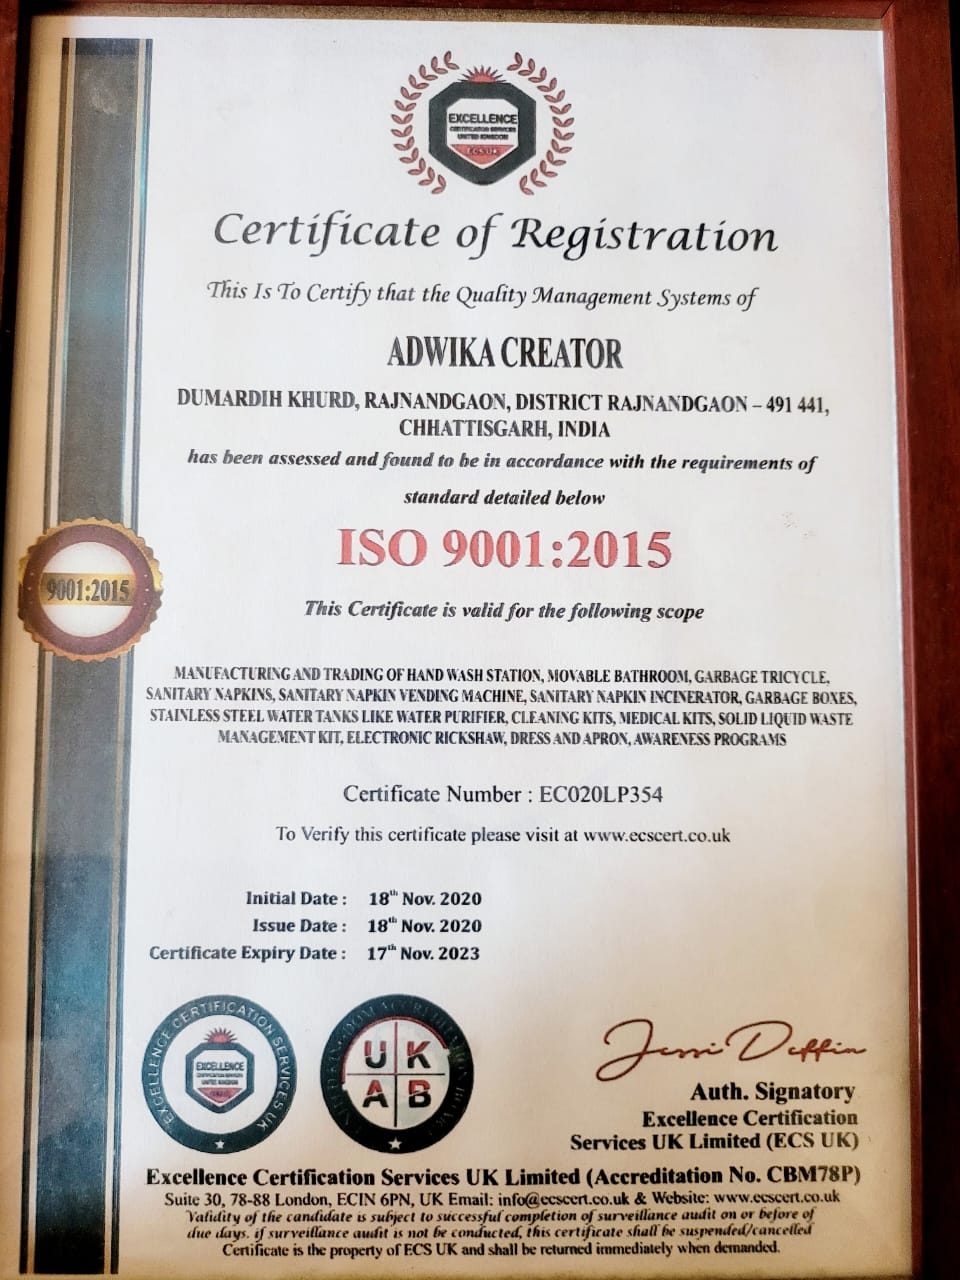 EXCELLENCE
CERTIFICATION SERVICES
UNITED KINGDOM
ECS UK
Certificate of Registration
This Is To Certify that the Quality Management Systems of
ADWIKA CREATOR
DUMARDIH KHURD, RAJNANDGAON, DISTRICT RAJNANDGAON – 491 441,
CHHATTISGARH, INDIA
has been assessed and found to be in accordance with the requirements of
standard detailed below
ISO 9001:2015
9001:2015
This Certificate is valid for the following scope
MANUFACTURING AND TRADING OF HAND WASH STATION, MOVABLE BATHROOM, GARBAGE TRICYCLE,
SANITARY NAPKINS, SANITARY NAPKIN VENDING MACHINE, SANITARY NAPKIN INCINERATOR, GARBAGE BOXES,
STAINLESS STEEL WATER TANKS LIKE WATER PURIFIER, CLEANING KITS, MEDICAL KITS, SOLID LIQUID WASTE
MANAGEMENT KIT, ELECTRONIC RICKSHAW, DRESS AND APRON, AWARENESS PROGRAMS
Certificate Number : EC020LP354
To Verify this certificate please visit at www.ecscert.co.uk
Initial Date : 18th Nov. 2020
Issue Date : 18th Nov. 2020
Certificate Expiry Date : 17th Nov. 2023
EXCELLENCE CERTIFICATION SERVICES UK
EXCELLENCE
CERTIFICATION SERVICES
UNITED KINGDOM
UK
AB
Auth. Signatory
Excellence Certification
Services UK Limited (ECS UK)
Excellence Certification Services UK Limited (Accreditation No. CBM78P)
Suite 30, 78-88 London, ECIN 6PN, UK Email: info@ecscert.co.uk & Website: www.ecscert.co.uk
Validity of the candidate is subject to successful completion of surveillance audit on or before of
due days. if surveillance audit is not be conducted, this certificate shall be suspended/cancelled
Certificate is the property of ECS UK and shall be returned immediately when demanded.